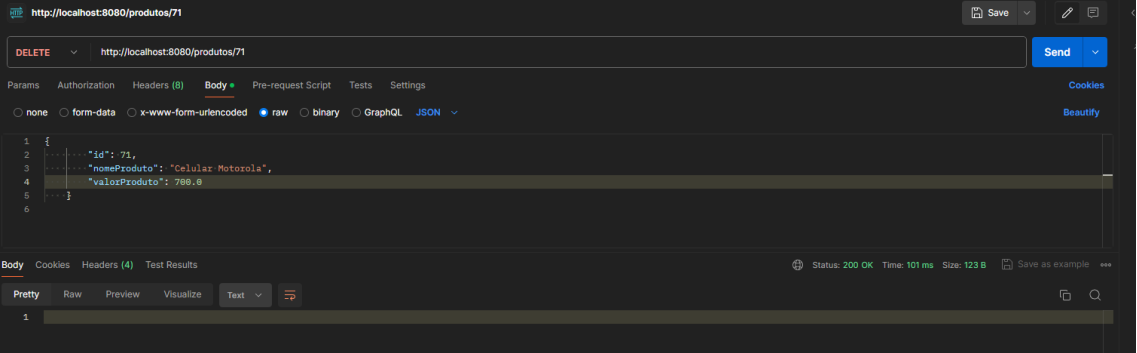 HTTP http://localhost:8080/produtos/71 Save
DELETE http://localhost:8080/produtos/71 Send
Params Authorization Headers (8) Body Pre-request Script Tests Settings Cookies
none form-data x-www-form-urlencoded raw binary GraphQL JSON Beautify
1 {
2 "id": 71,
3 "nomeProduto": "Celular Motorola",
4 "valorProduto": 700.0
5 }
6
Body Cookies Headers (4) Test Results Status: 200 OK Time: 101 ms Size: 123 B Save as example
Pretty Raw Preview Visualize Text
1